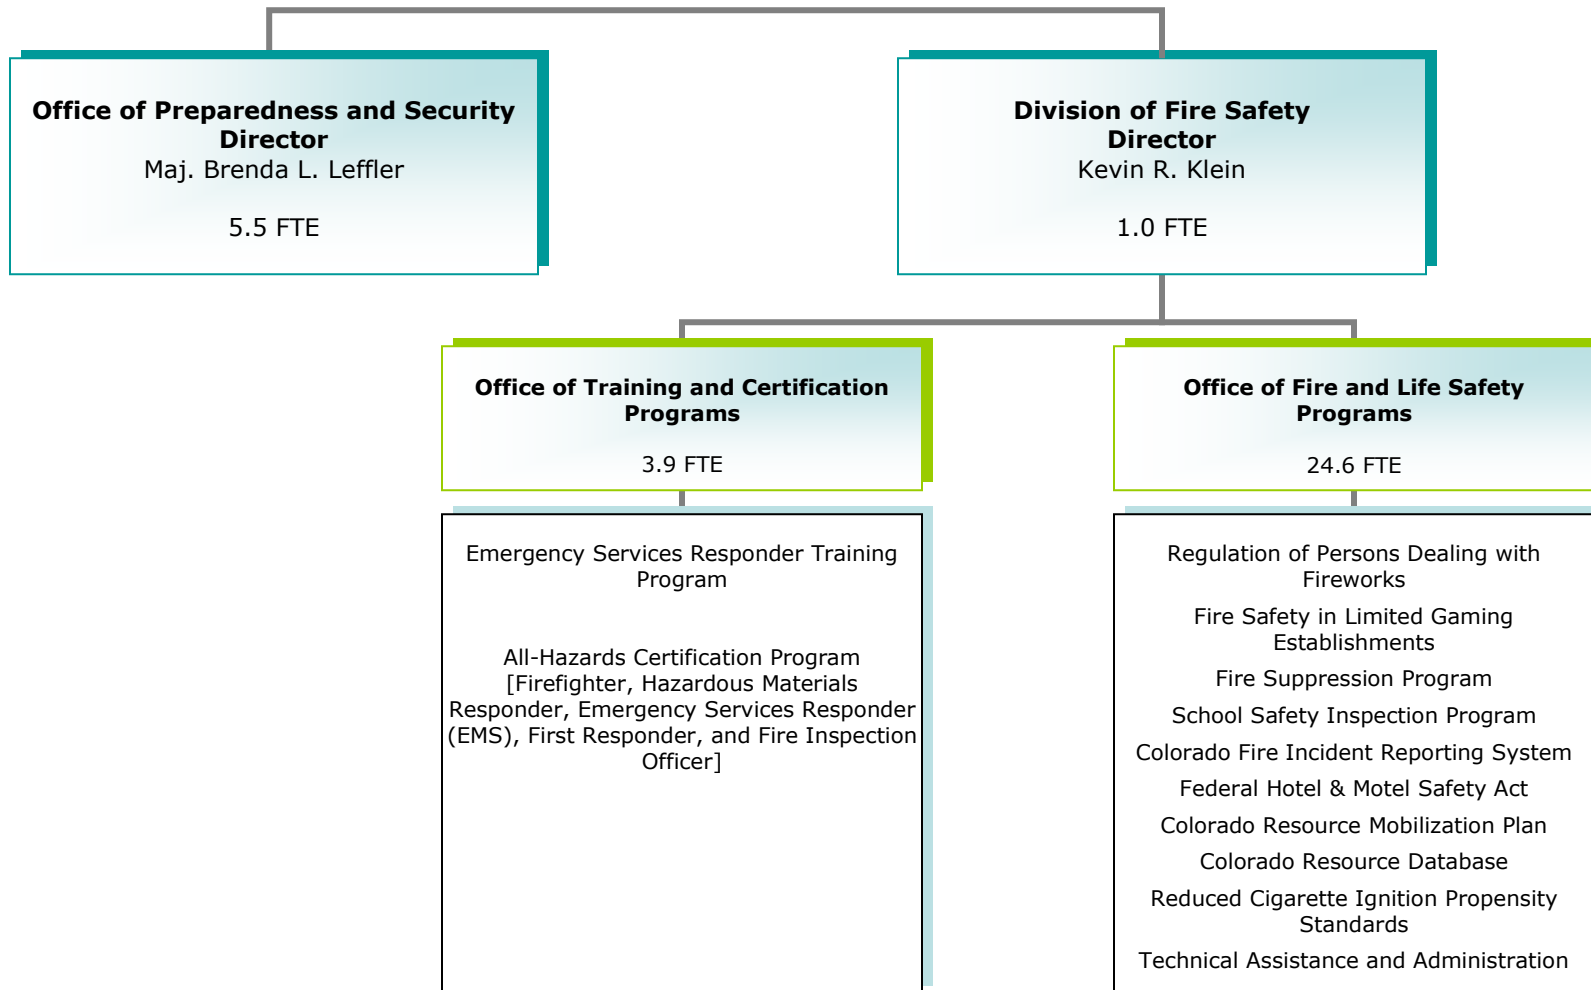 Office of Preparedness and Security
Director
Maj. Brenda L. Leffler
5.5 FTE
Division of Fire Safety
Director
Kevin R. Klein
1.0 FTE
Office of Training and Certification
Programs
3.9 FTE
Office of Fire and Life Safety
Programs
24.6 FTE
Emergency Services Responder Training
Program
All-Hazards Certification Program
[Firefighter, Hazardous Materials
Responder, Emergency Services Responder
(EMS), First Responder, and Fire Inspection
Officer]
Regulation of Persons Dealing with
Fireworks
Fire Safety in Limited Gaming
Establishments
Fire Suppression Program
School Safety Inspection Program
Colorado Fire Incident Reporting System
Federal Hotel & Motel Safety Act
Colorado Resource Mobilization Plan
Colorado Resource Database
Reduced Cigarette Ignition Propensity
Standards
Technical Assistance and Administration